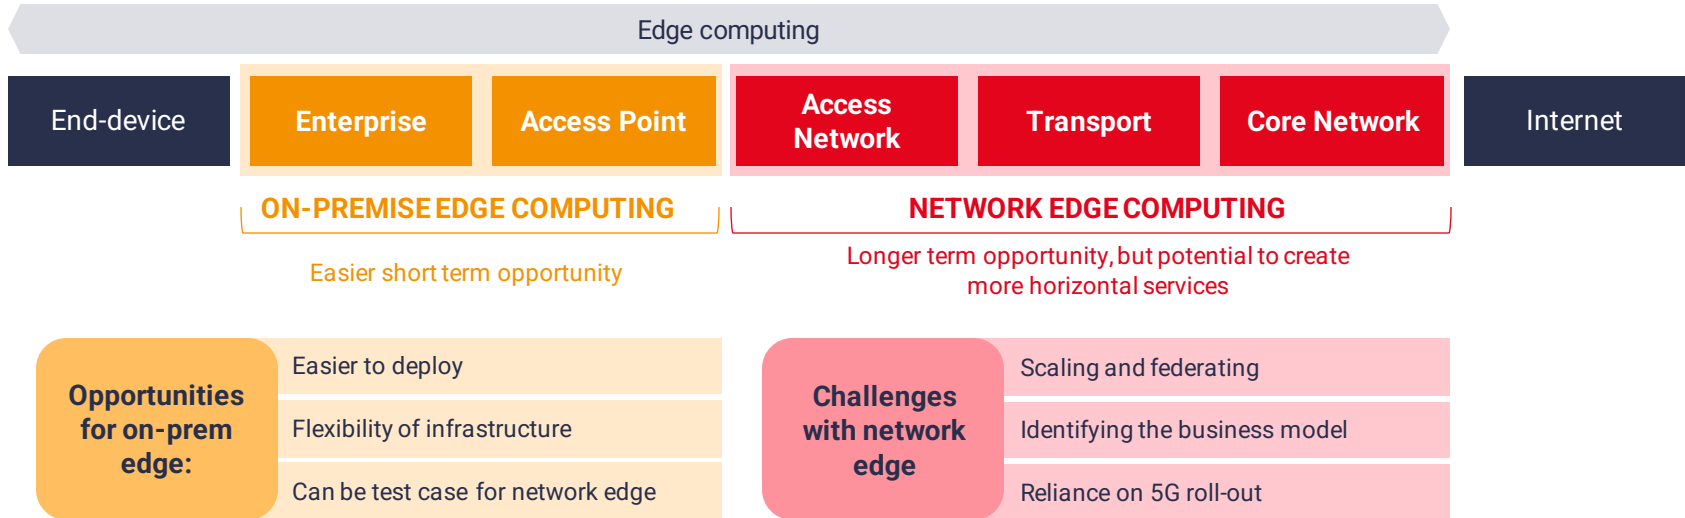 Edge computing
End-device
Enterprise
Access Point
Access
Network
Transport
Core Network
Internet
ON-PREMISE EDGE COMPUTING
NETWORK EDGE COMPUTING
Easier short term opportunity
Longer term opportunity, but potential to create
more horizontal services
Opportunities
for on-prem
edge:
Easier to deploy
Flexibility of infrastructure
Can be test case for network edge
Challenges
with network
edge
Scaling and federating
Identifying the business model
Reliance on 5G roll-out